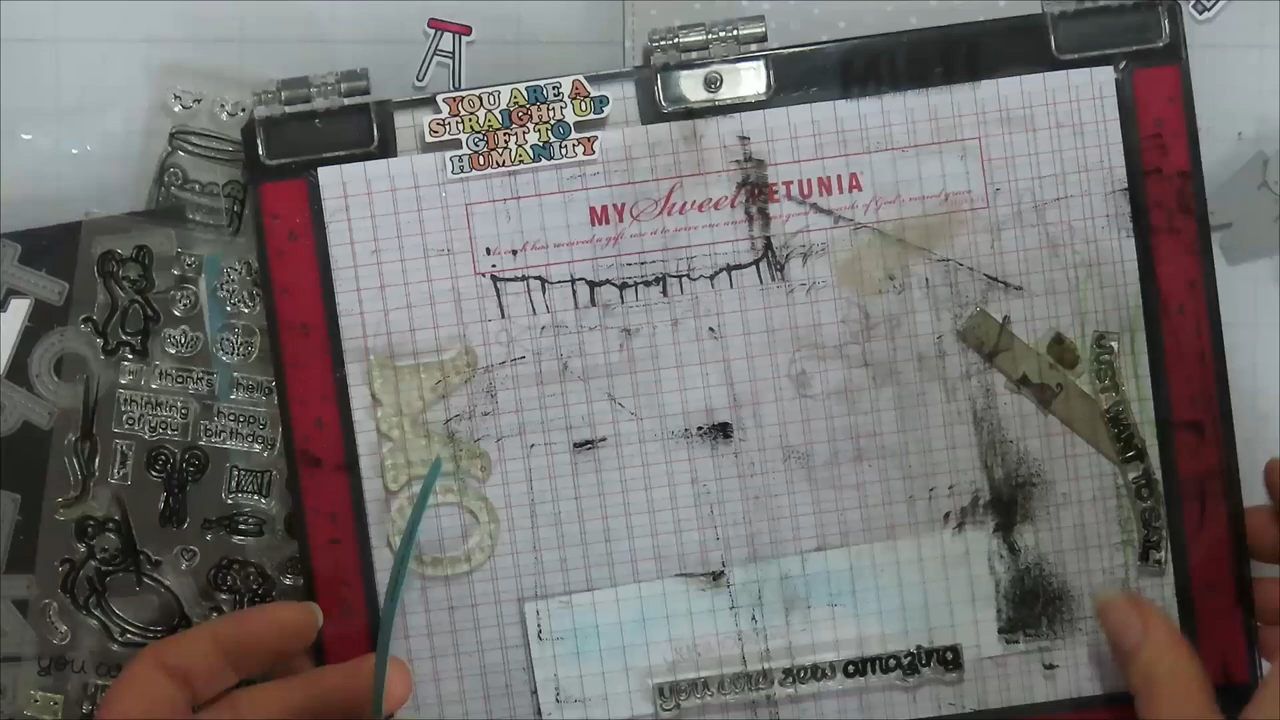 YOU ARE A
STRAIGHT UP
GIFT TO
HUMANITY
MY Sweet PETUNIA
thanks
hello
thinking
of you
happy
birthday
JUST WANT TO SAY
you are sew amazing
you